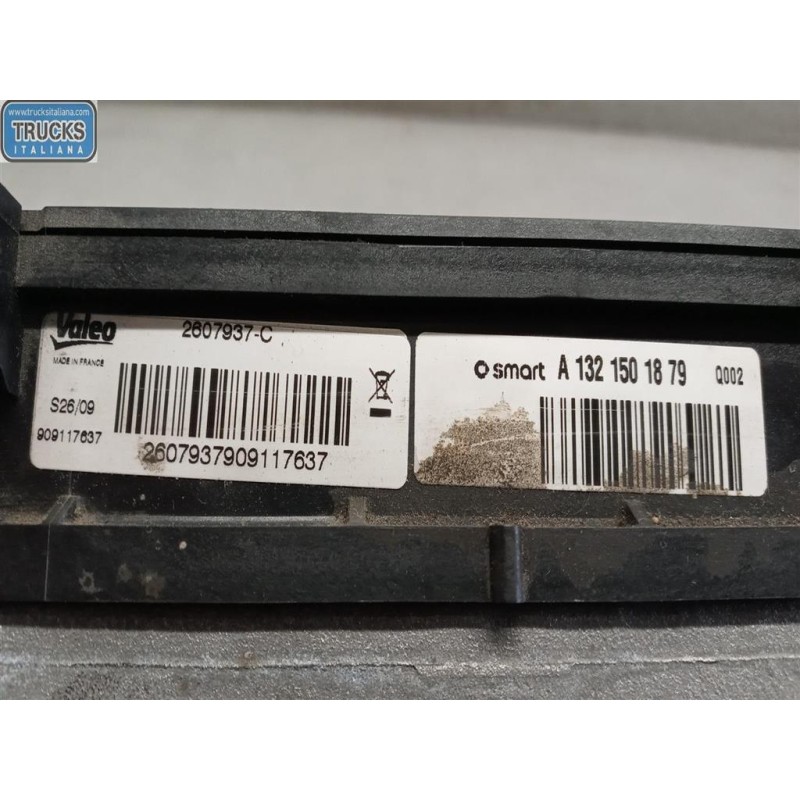 www.trucksitaliana.com
TRUCKS
ITALIANA
Valeo
2607937-C
MADE IN FRANCE
S26/09
909117637
2607937909117637
smart A 132 150 18 79 Q002